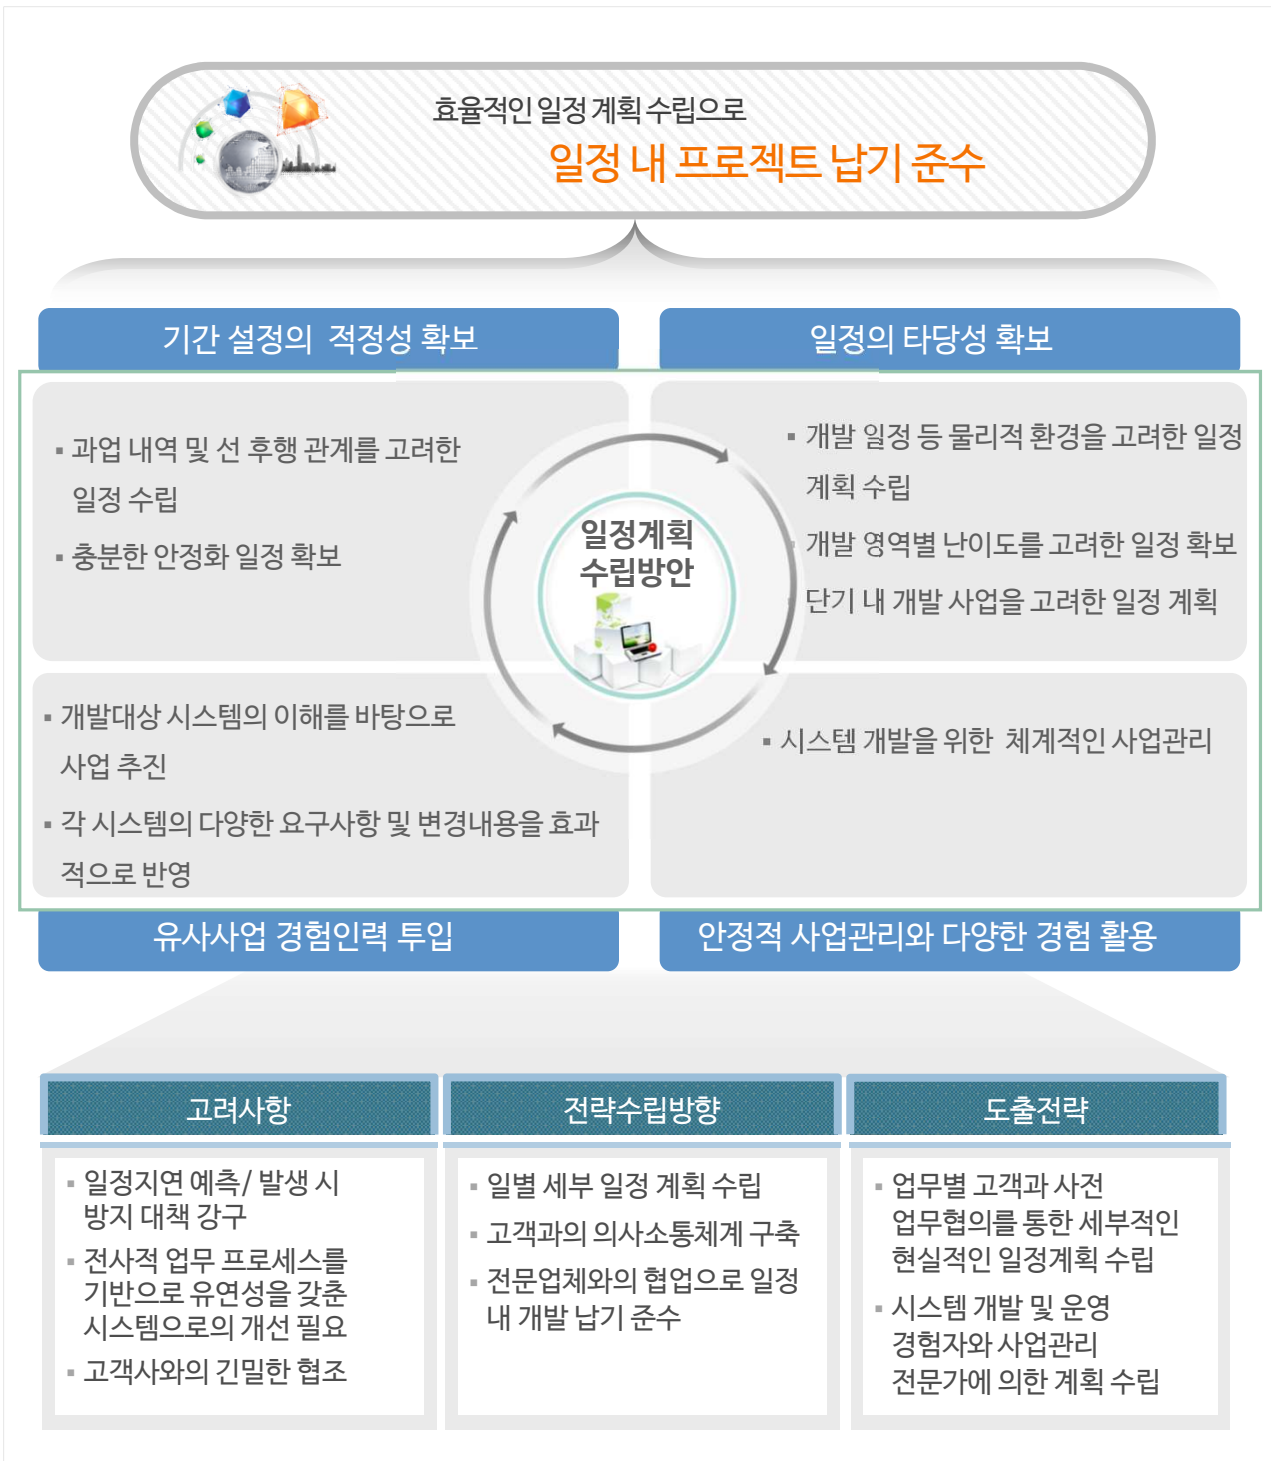 효율적인 일정 계획 수립으로
일정 내 프로젝트 납기 준수
기간 설정의 적정성 확보
일정의 타당성 확보
▪ 과업 내역 및 선 후행 관계를 고려한
일정 수립
▪ 충분한 안정화 일정 확보
▪ 개발 일정 등 물리적 환경을 고려한 일정
계획 수립
▪ 개발 영역별 난이도를 고려한 일정 확보
▪ 단기 내 개발 사업을 고려한 일정 계획
일정계획
수립방안
▪ 개발대상 시스템의 이해를 바탕으로
사업 추진
▪ 각 시스템의 다양한 요구사항 및 변경내용을 효과
적으로 반영
▪ 시스템 개발을 위한 체계적인 사업관리
유사사업 경험인력 투입
안정적 사업관리와 다양한 경험 활용
고려사항
▪ 일정지연 예측/ 발생 시
방지 대책 강구
▪ 전사적 업무 프로세스를
기반으로 유연성을 갖춘
시스템으로의 개선 필요
▪ 고객사와의 긴밀한 협조
전략수립방향
▪ 일별 세부 일정 계획 수립
▪ 고객과의 의사소통체계 구축
▪ 전문업체와의 협업으로 일정
내 개발 납기 준수
도출전략
▪ 업무별 고객과 사전
업무협의를 통한 세부적인
현실적인 일정계획 수립
▪ 시스템 개발 및 운영
경험자와 사업관리
전문가에 의한 계획 수립